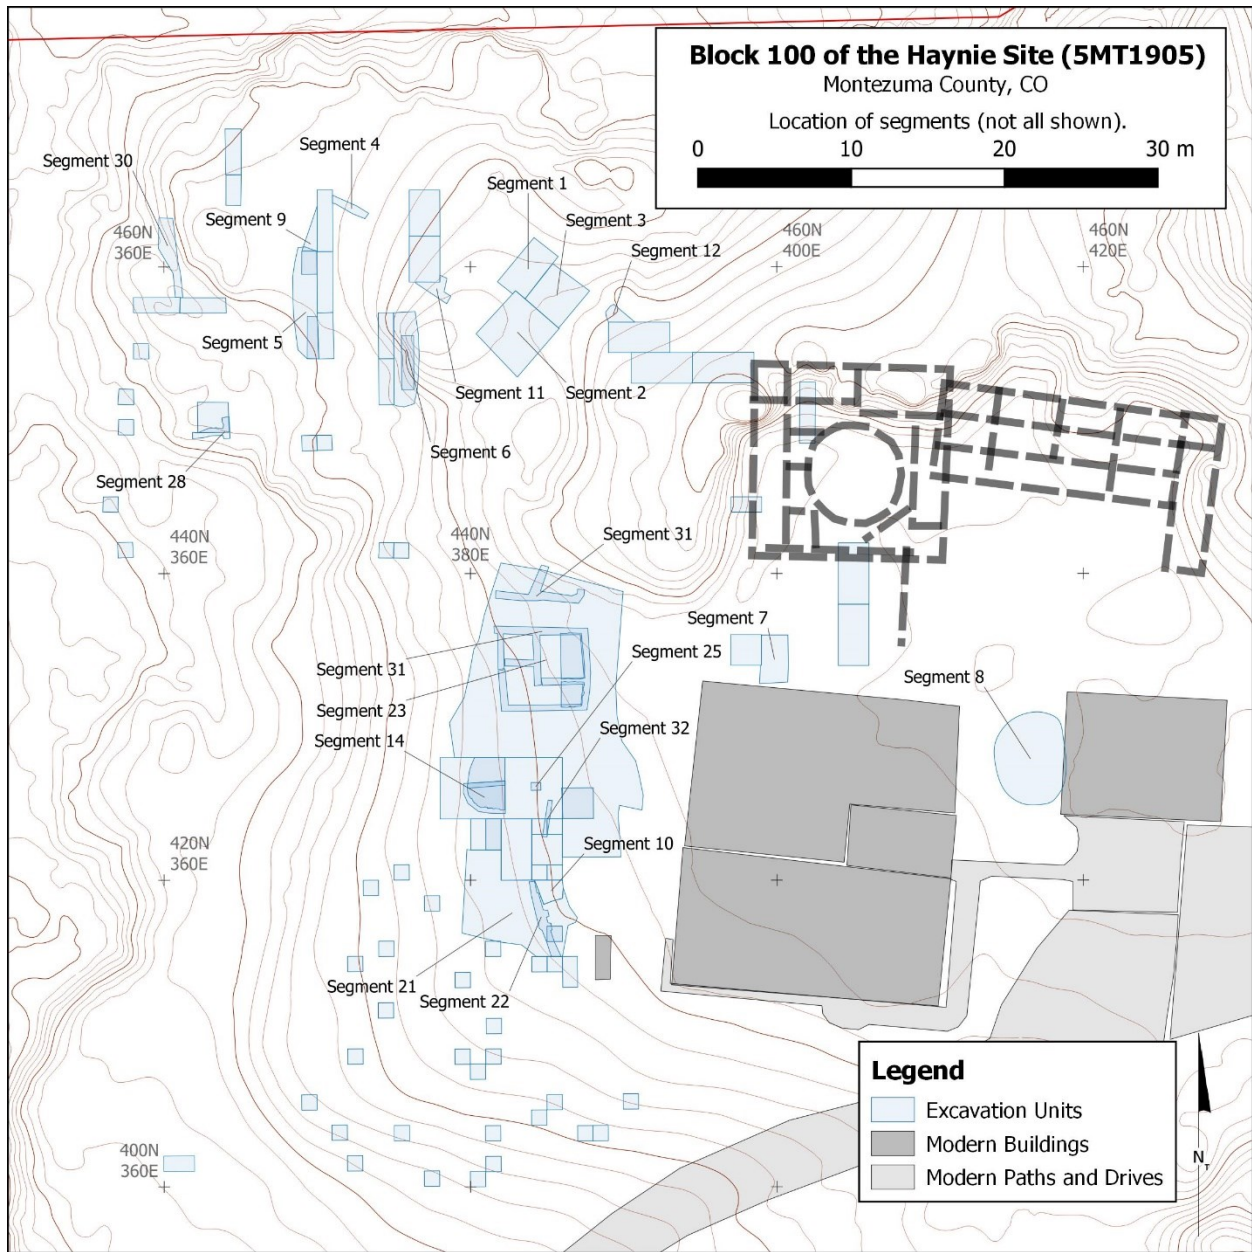 Block 100 of the Haynie Site (5MT1905)
Montezuma County, CO
Location of segments (not all shown).
0 10 20 30 m
Segment 4
Segment 30
Segment 1
Segment 9
Segment 3
460N
360E
460N
400E
460N
420E
Segment 12
Segment 5
Segment 11
Segment 2
Segment 6
Segment 28
440N
360E
440N
380E
Segment 31
Segment 7
Segment 25
Segment 31
Segment 8
Segment 23
Segment 32
Segment 14
420N
360E
Segment 10
Segment 21
Segment 22
Legend
Excavation Units
Modern Buildings
Modern Paths and Drives
400N
360E
NT